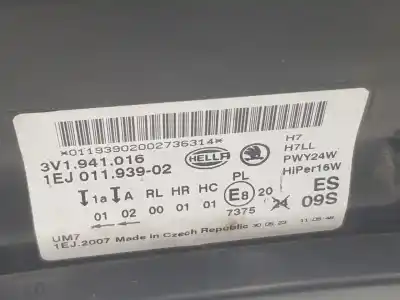 *01193902002736314*
3V1.941.016
1EJ 011.939-02
HELLA
H7
H7LL
PWY24W
HiPer15W
1a A RL HR HC PL
01 02 00 01 01 E8 20
7375
ES
09S
UM7
1EJ.2007 Made in Czech Republic